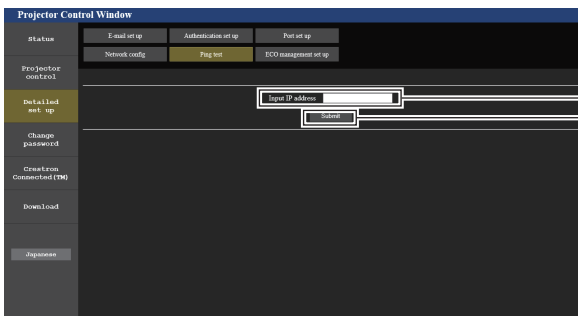 Projector Control Window
Status
E-mail set up
Authentication set up
Port set up
Network config
Ping test
ECO management set up
Projector
control
Input IP address
Submit
Detailed
set up
Change
password
Crestron
Connected(TM)
Download
Japanese